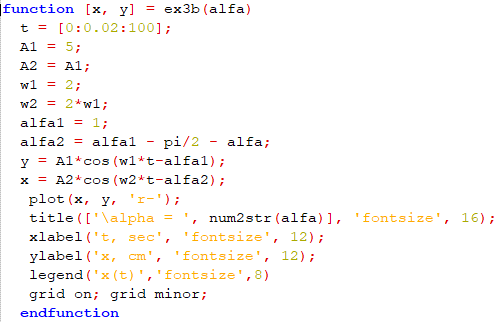 function [x, y] = ex3b(alfa)
t = [0:0.02:100];
A1 = 5;
A2 = A1;
w1 = 2;
w2 = 2*w1;
alfa1 = 1;
alfa2 = alfa1 - pi/2 - alfa;
y = A1*cos(w1*t-alfa1);
x = A2*cos(w2*t-alfa2);
plot(x, y, 'r-');
title(['\alpha = ', num2str(alfa)], 'fontsize', 16);
xlabel('t, sec', 'fontsize', 12);
ylabel('x, cm', 'fontsize', 12);
legend('x(t)','fontsize',8)
grid on; grid minor;
endfunction